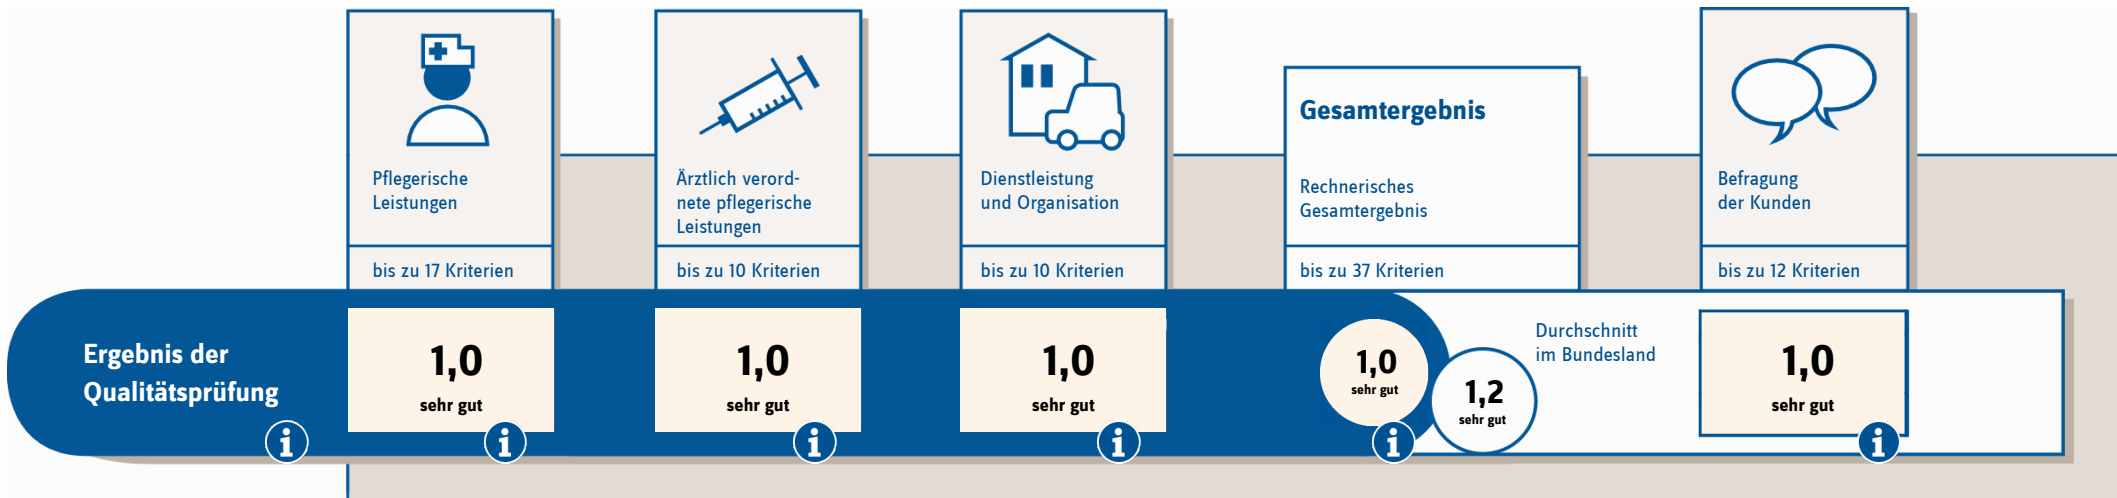 Pflegerische
Leistungen
bis zu 17 Kriterien
Ärztlich verord-
nete pflegerische
Leistungen
bis zu 10 Kriterien
Dienstleistung
und Organisation
bis zu 10 Kriterien
Gesamtergebnis
Rechnerisches
Gesamtergebnis
bis zu 37 Kriterien
Befragung
der Kunden
bis zu 12 Kriterien
Ergebnis der
Qualitätsprüfung
i
1,0
sehr gut
i
1,0
sehr gut
i
1,0
sehr gut
i
1,0
sehr gut
i
1,2
sehr gut
Durchschnitt
im Bundesland
1,0
sehr gut
i